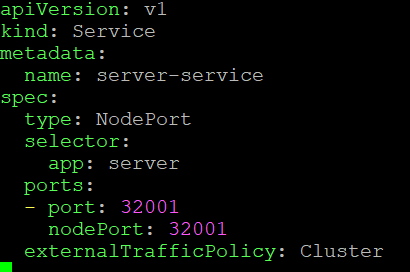 apiVersion: v1
kind: Service
metadata:
  name: server-service
spec:
  type: NodePort
  selector:
    app: server
  ports:
  - port: 32001
    nodePort: 32001
  externalTrafficPolicy: Cluster